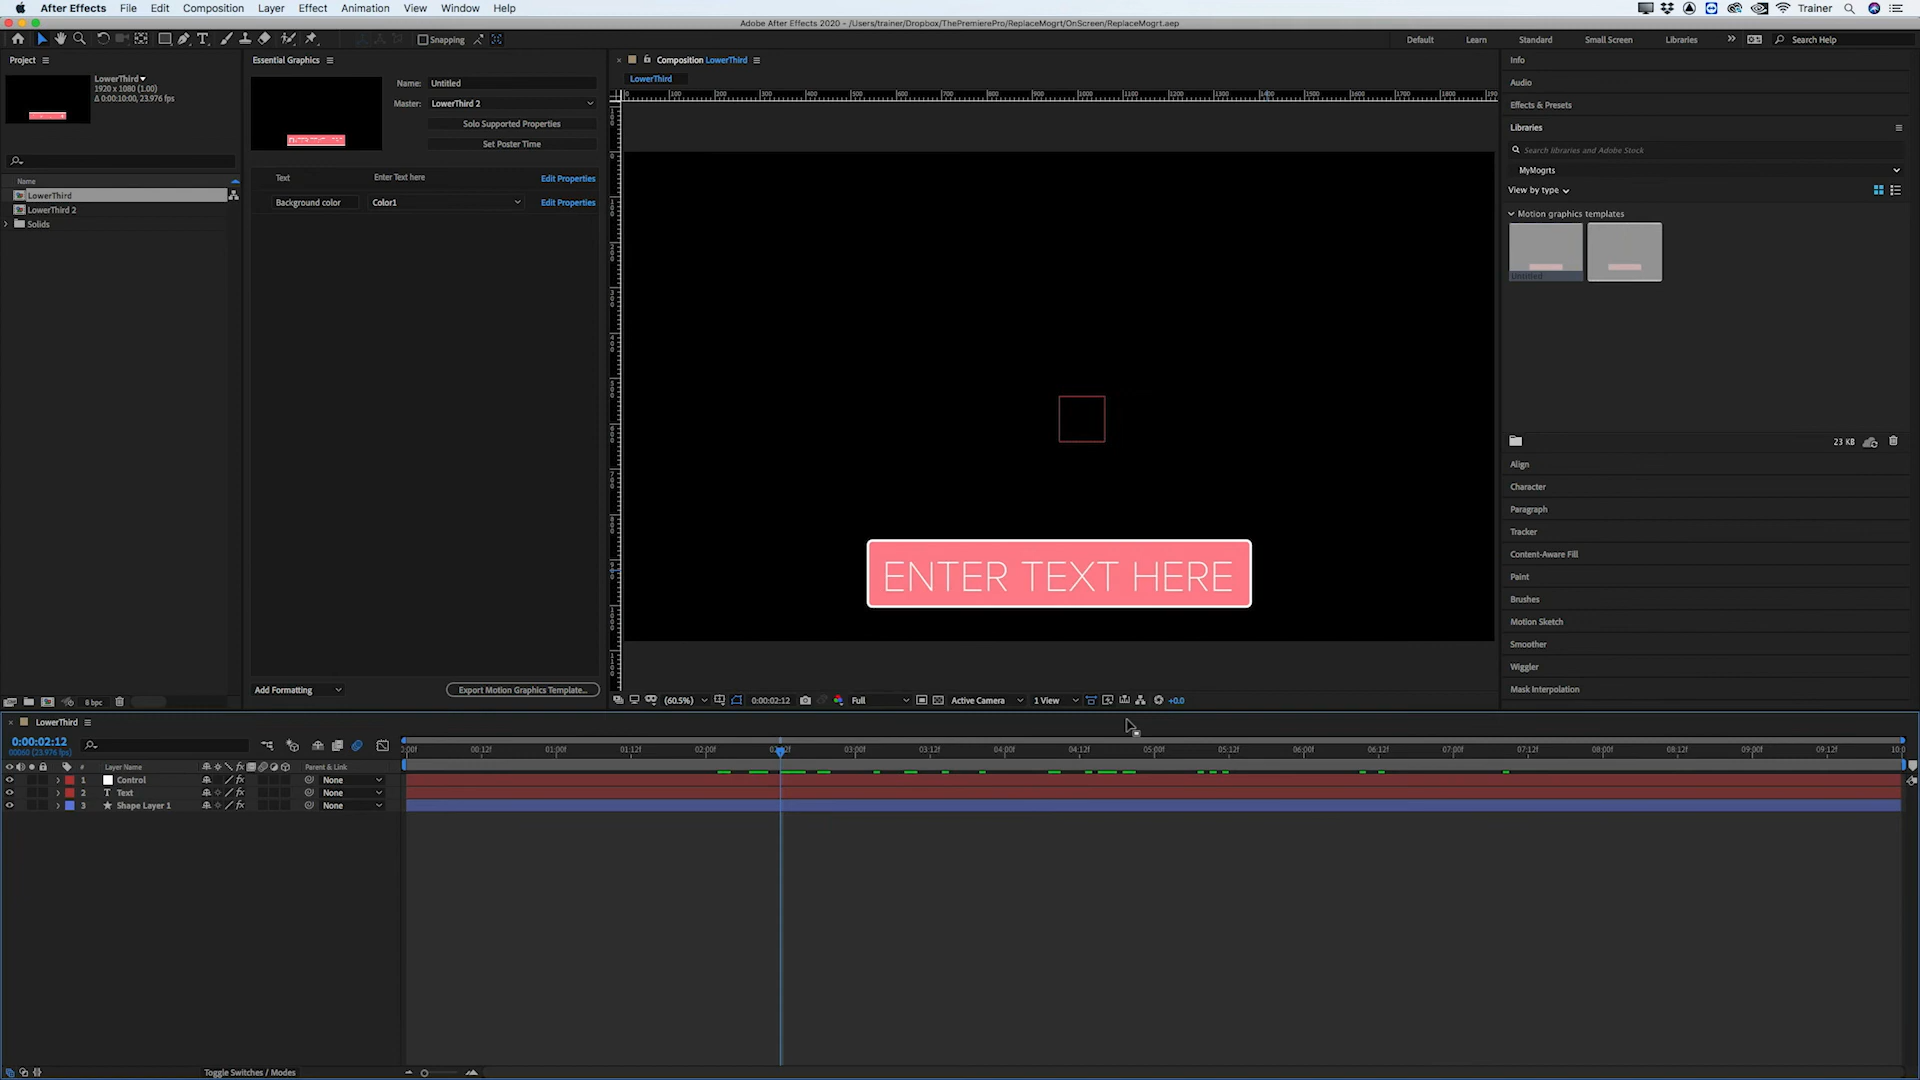 After Effects File Edit Composition Layer Effect Animation View Window Help Trainer
Adobe After Effects 2020 - /Users/trainer/Dropbox/ThePremierePro/ReplaceMogrt/OnScreen/ReplaceMogrt.aep
Snapping Default Learn Standard Small Screen Libraries Search Help
Project Essential Graphics Composition LowerThird Info
LowerThird
1920 x 1080 (1.00)
Δ 0:00:10:00, 23.976 fps
Name: Untitled
Master: LowerThird 2
Solo Supported Properties
Set Poster Time
LowerThird
Audio
Effects & Presets
Libraries
Search libraries and Adobe Stock
MyMogrts
View by type
Motion graphics templates
Untitled
Name
LowerThird
LowerThird 2
Solids
Text Enter Text here Edit Properties
Background color Color1 Edit Properties
ENTER TEXT HERE
23 KB
Align
Character
Paragraph
Tracker
Content-Aware Fill
Paint
Brushes
Motion Sketch
Smoother
Wiggler
Mask Interpolation
Add Formatting Export Motion Graphics Template...
8 bpc
(60.5%) 0:00:02:12 Full Active Camera 1 View +0.0
LowerThird
0:00:02:12
00060 (23.976 fps)
:00f 00:12f 01:00f 01:12f 02:00f 03:00f 03:12f 04:00f 04:12f 05:00f 05:12f 06:00f 06:12f 07:00f 07:12f 08:00f 08:12f 09:00f 09:12f 10:0
# Layer Name Parent & Link
1 Control None
2 Text None
3 Shape Layer 1 None
Toggle Switches / Modes